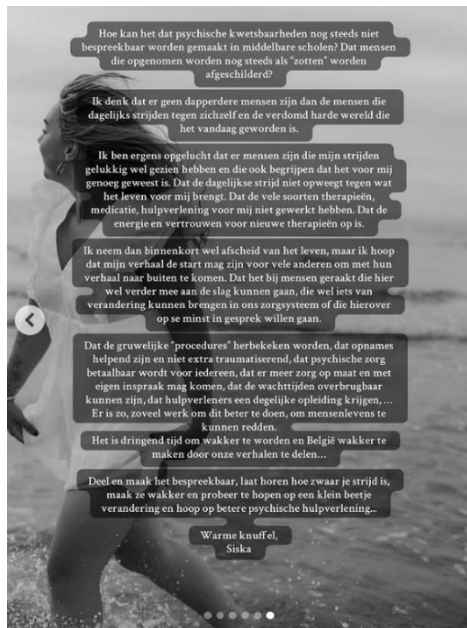 Hoe kan het dat psychische kwetsbaarheden nog steeds niet
bespreekbaar worden gemaakt in middelbare scholen? Dat mensen
die opgenomen worden nog steeds als "zotten" worden
afgeschilderd?
Ik denk dat er geen dapperdere mensen zijn dan de mensen die
dagelijks strijden tegen zichzelf en de verdomd harde wereld die
het vandaag geworden is.
Ik ben ergens opgelucht dat er mensen zijn die mijn strijden
gelukkig wel gezien hebben en die ook begrijpen dat het voor mij
genoeg geweest is. Dat de dagelijkse strijd niet opweegt tegen wat
het leven voor mij brengt. Dat de vele soorten therapieën,
medicatie, hulpverlening voor mij niet gewerkt hebben. Dat de
energie en vertrouwen voor nieuwe therapieën op is.
Ik neem dan binnenkort wel afscheid van het leven, maar ik hoop
dat mijn verhaal de start mag zijn voor vele anderen om met hun
verhaal naar buiten te komen. Dat het bij mensen geraakt die hier
wel verder mee aan de slag kunnen gaan, die wel iets van
verandering kunnen brengen in ons zorgsysteem of die hierover
op se minst in gesprek willen gaan.
Dat de gruwelijke "procedures" herbekeken worden, dat opnames
helpend zijn en niet extra traumatiserend, dat psychische zorg
betaalbaar wordt voor iedereen, dat er meer zorg op maat en met
eigen inspraak mag komen, dat de wachttijden overbrugbaar
kunnen zijn, dat hulpverleners een degelijke opleiding krijgen, ...
Er is zo, zoveel werk om dit beter te doen, om mensenlevens te
kunnen redden.
Het is dringend tijd om wakker te worden en België wakker te
maken door onze verhalen te delen...
Deel en maak het bespreekbaar, laat horen hoe zwaar je strijd is,
maak ze wakker en probeer te hopen op een klein beetje
verandering en hoop op betere psychische hulpverlening...
Warme knuffel,
Siska